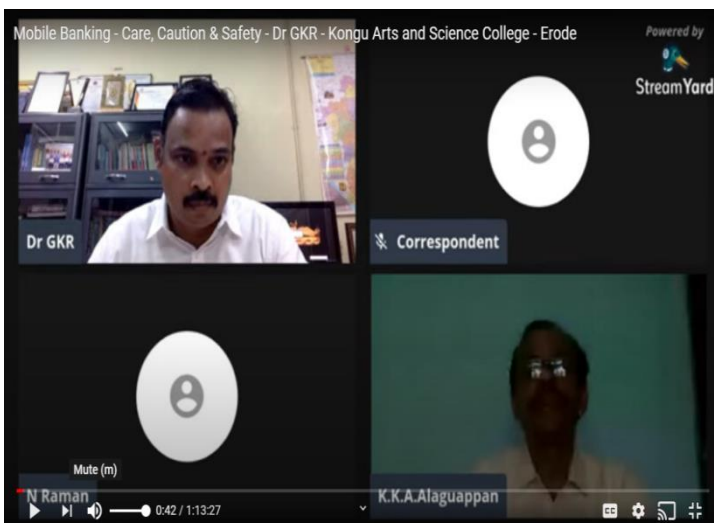 Mobile Banking - Care, Caution & Safety - Dr GKR - Kongu Arts and Science College - Erode
Powered by
StreamYard
Dr GKR
Correspondent
Mute (m)
N Raman
K.K.A.Alaguappan
0:42 / 1:13:27
CC